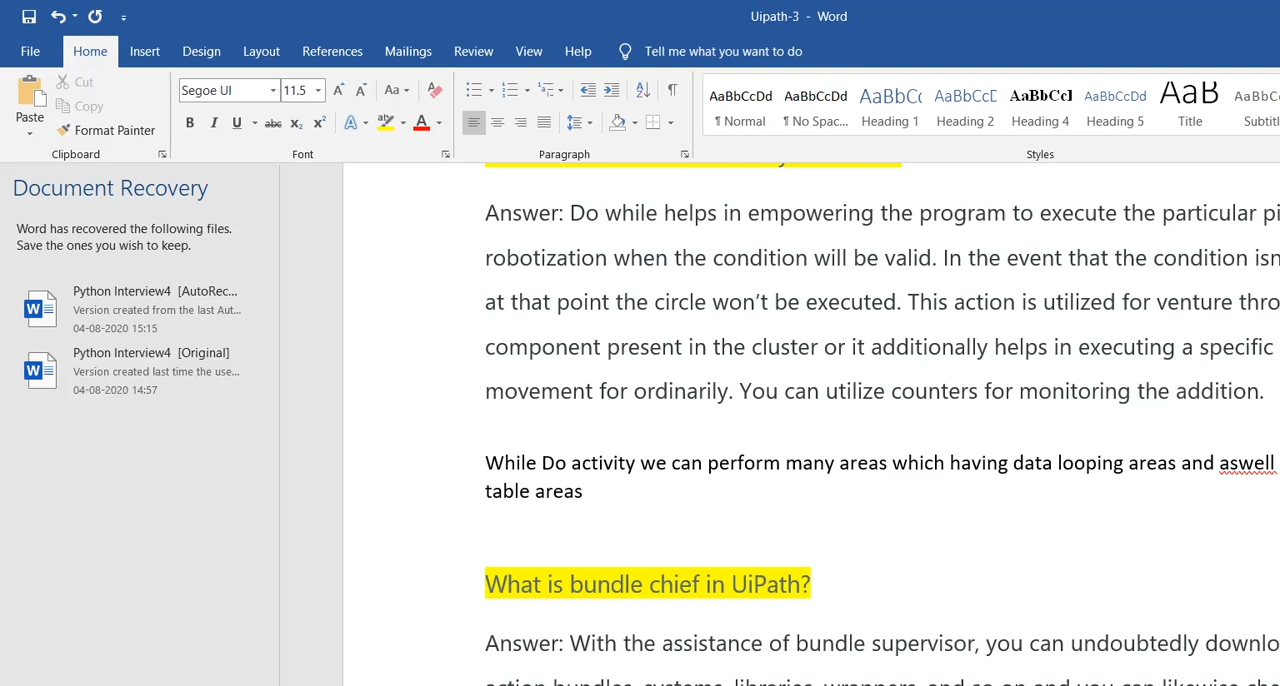 Uipath-3 - Word
File Home Insert Design Layout References Mailings Review View Help Tell me what you want to do
Paste
Cut
Copy
Format Painter
Clipboard
Segoe UI 11.5
Font
Paragraph
AaBbCcDd AaBbCcDd AaBbCc AaBbCcD AaBbCcI AaBbCcDd AaB AaBbCc
¶ Normal ¶ No Spac... Heading 1 Heading 2 Heading 4 Heading 5 Title Subtitl
Styles
Document Recovery
Word has recovered the following files.
Save the ones you wish to keep.
Python Interview4 [AutoRec...
Version created from the last Aut...
04-08-2020 15:15
Python Interview4 [Original]
Version created last time the use...
04-08-2020 14:57
Answer: Do while helps in empowering the program to execute the particular pi
robotization when the condition will be valid. In the event that the condition isn
at that point the circle won't be executed. This action is utilized for venture thro
component present in the cluster or it additionally helps in executing a specific
movement for ordinarily. You can utilize counters for monitoring the addition.
While Do activity we can perform many areas which having data looping areas and aswell
table areas
What is bundle chief in UiPath?
Answer: With the assistance of bundle supervisor, you can undoubtedly downlo